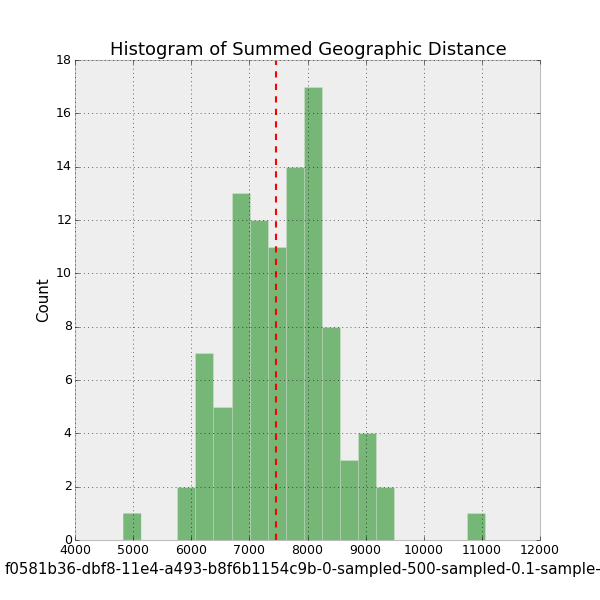 Histogram of Summed Geographic Distance
18
16
14
12
10
8
6
4
2
0
Count
4000 5000 6000 7000 8000 9000 10000 11000 12000
f0581b36-dbf8-11e4-a493-b8f6b1154c9b-0-sampled-500-sampled-0.1-sample-